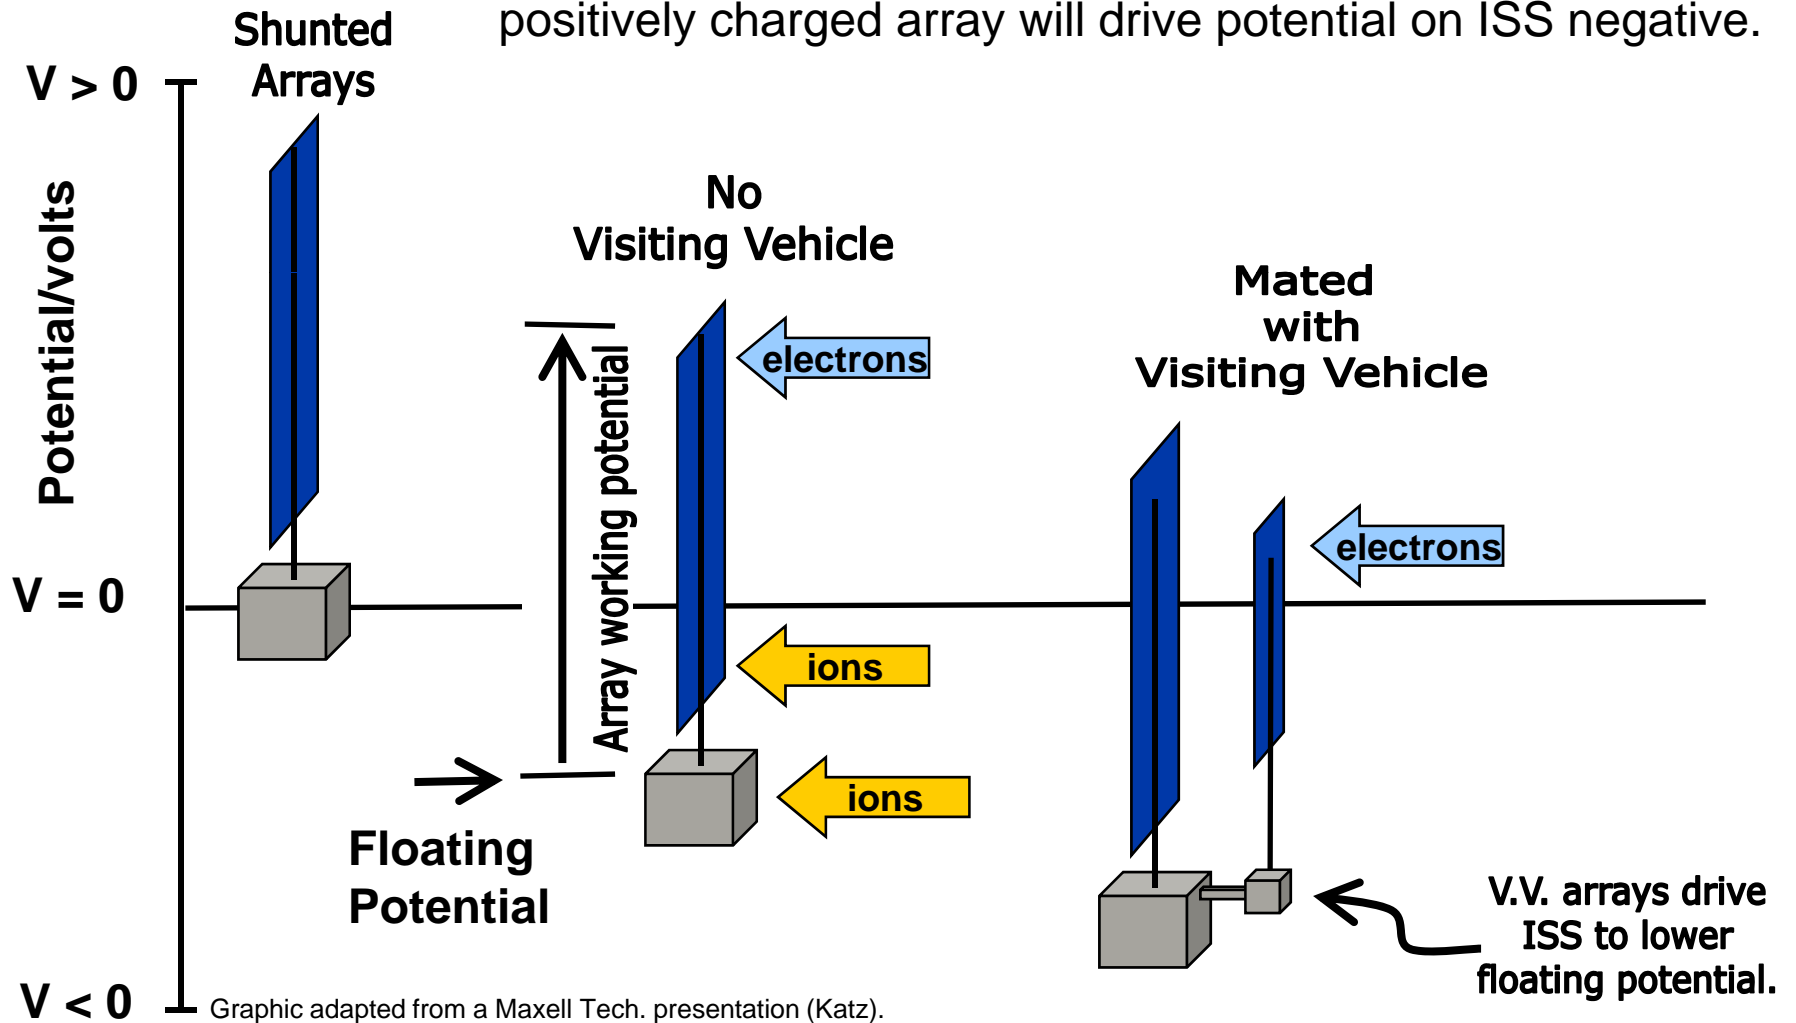 positively charged array will drive potential on ISS negative.
Shunted
Arrays
V > 0
Potential/volts
V = 0
V < 0
No
Visiting Vehicle
electrons
Array working potential
ions
ions
Floating
Potential
Mated
with
Visiting Vehicle
electrons
V.V. arrays drive
ISS to lower
floating potential.
Graphic adapted from a Maxell Tech. presentation (Katz).